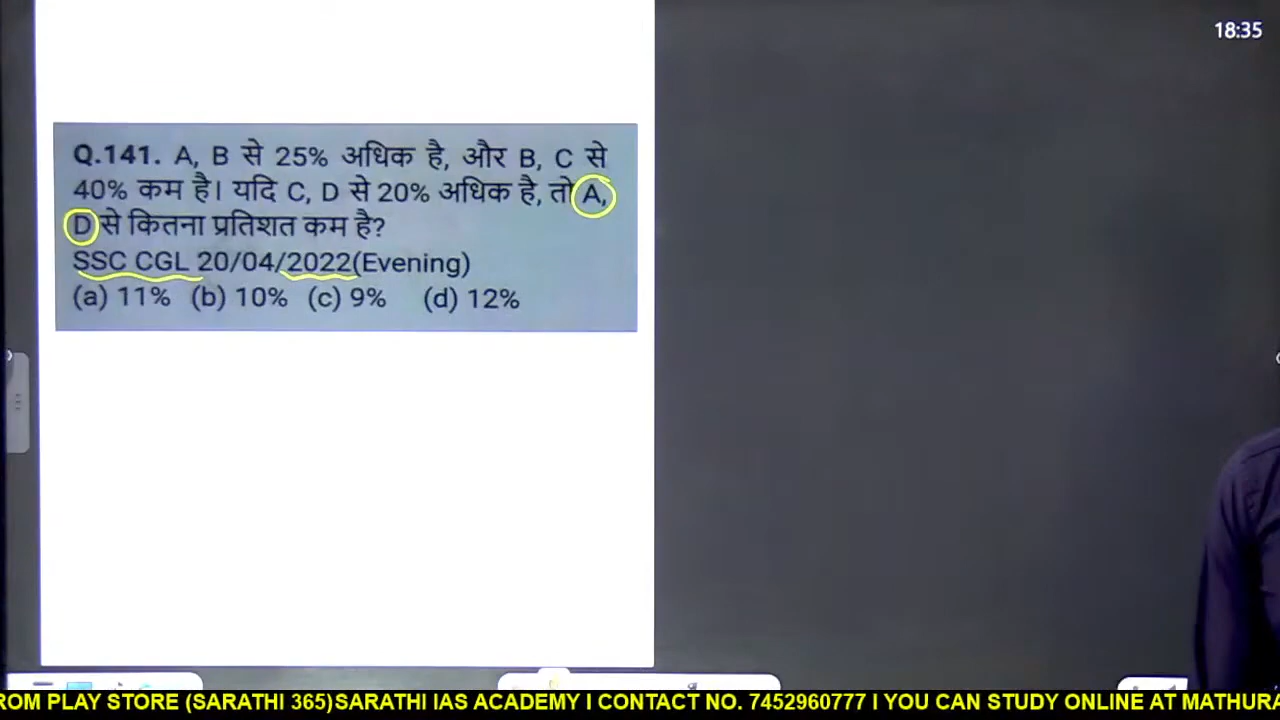 18:35
Q.141. A, B से 25% अधिक है, और B, C से
40% कम है। यदि C, D से 20% अधिक है, तो A,
D से कितना प्रतिशत कम है?
SSC CGL 20/04/2022(Evening)
(a) 11% (b) 10% (c) 9% (d) 12%
ROM PLAY STORE (SARATHI 365)SARATHI IAS ACADEMY I CONTACT NO. 7452960777 I YOU CAN STUDY ONLINE AT MATHURA